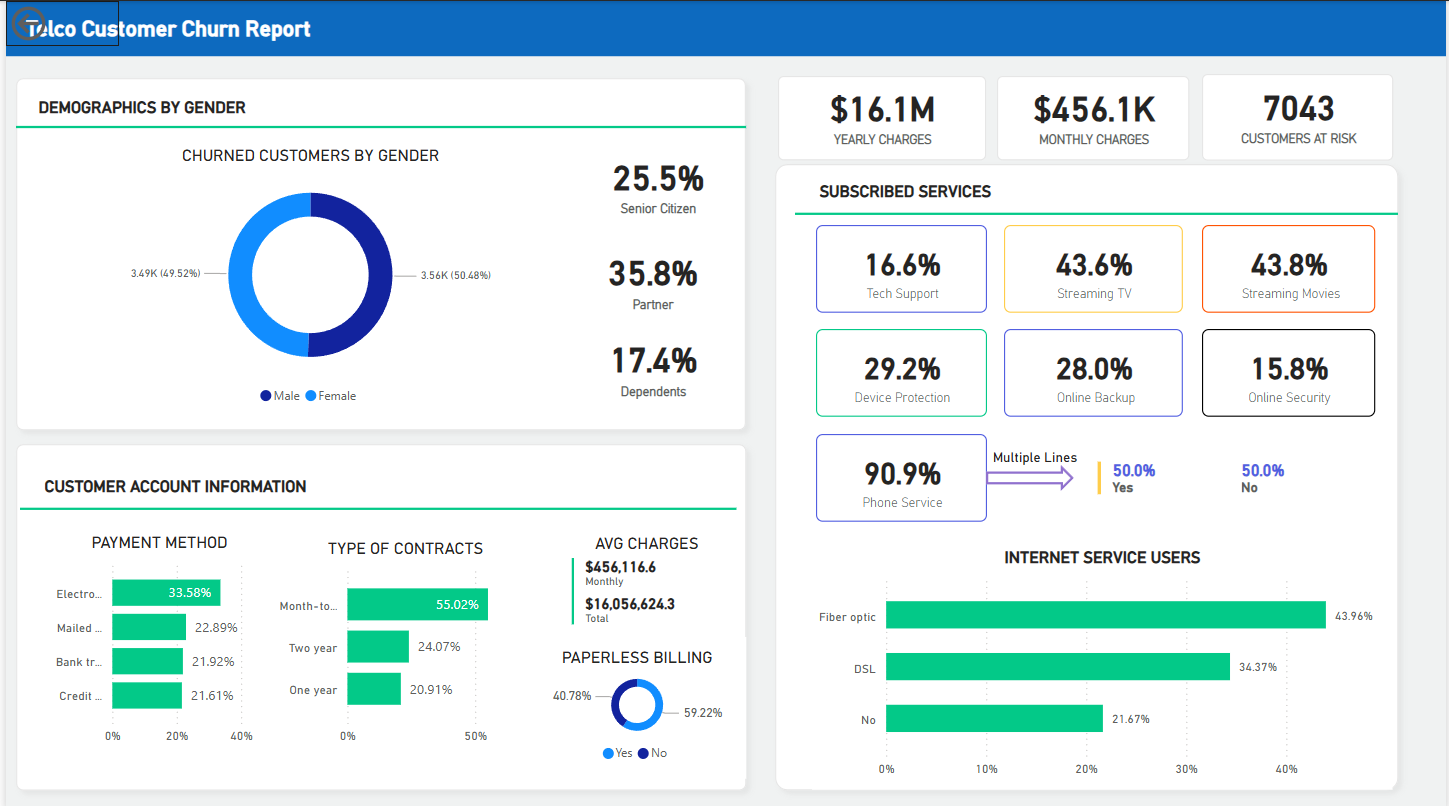 Telco Customer Churn Report
DEMOGRAPHICS BY GENDER
CHURNED CUSTOMERS BY GENDER
3.49K (49.52%)
3.56K (50.48%)
Male Female
25.5%
Senior Citizen
35.8%
Partner
17.4%
Dependents
$16.1M
YEARLY CHARGES
$456.1K
MONTHLY CHARGES
7043
CUSTOMERS AT RISK
SUBSCRIBED SERVICES
16.6%
Tech Support
43.6%
Streaming TV
43.8%
Streaming Movies
29.2%
Device Protection
28.0%
Online Backup
15.8%
Online Security
90.9%
Phone Service
Multiple Lines
50.0%
Yes
50.0%
No
INTERNET SERVICE USERS
Fiber optic 43.96%
DSL 34.37%
No 21.67%
0% 10% 20% 30% 40%
CUSTOMER ACCOUNT INFORMATION
PAYMENT METHOD
Electro... 33.58%
Mailed ... 22.89%
Bank tr... 21.92%
Credit ... 21.61%
0% 20% 40%
TYPE OF CONTRACTS
Month-to... 55.02%
Two year 24.07%
One year 20.91%
0% 50%
AVG CHARGES
$456,116.6
Monthly
$16,056,624.3
Total
PAPERLESS BILLING
40.78%
59.22%
Yes No